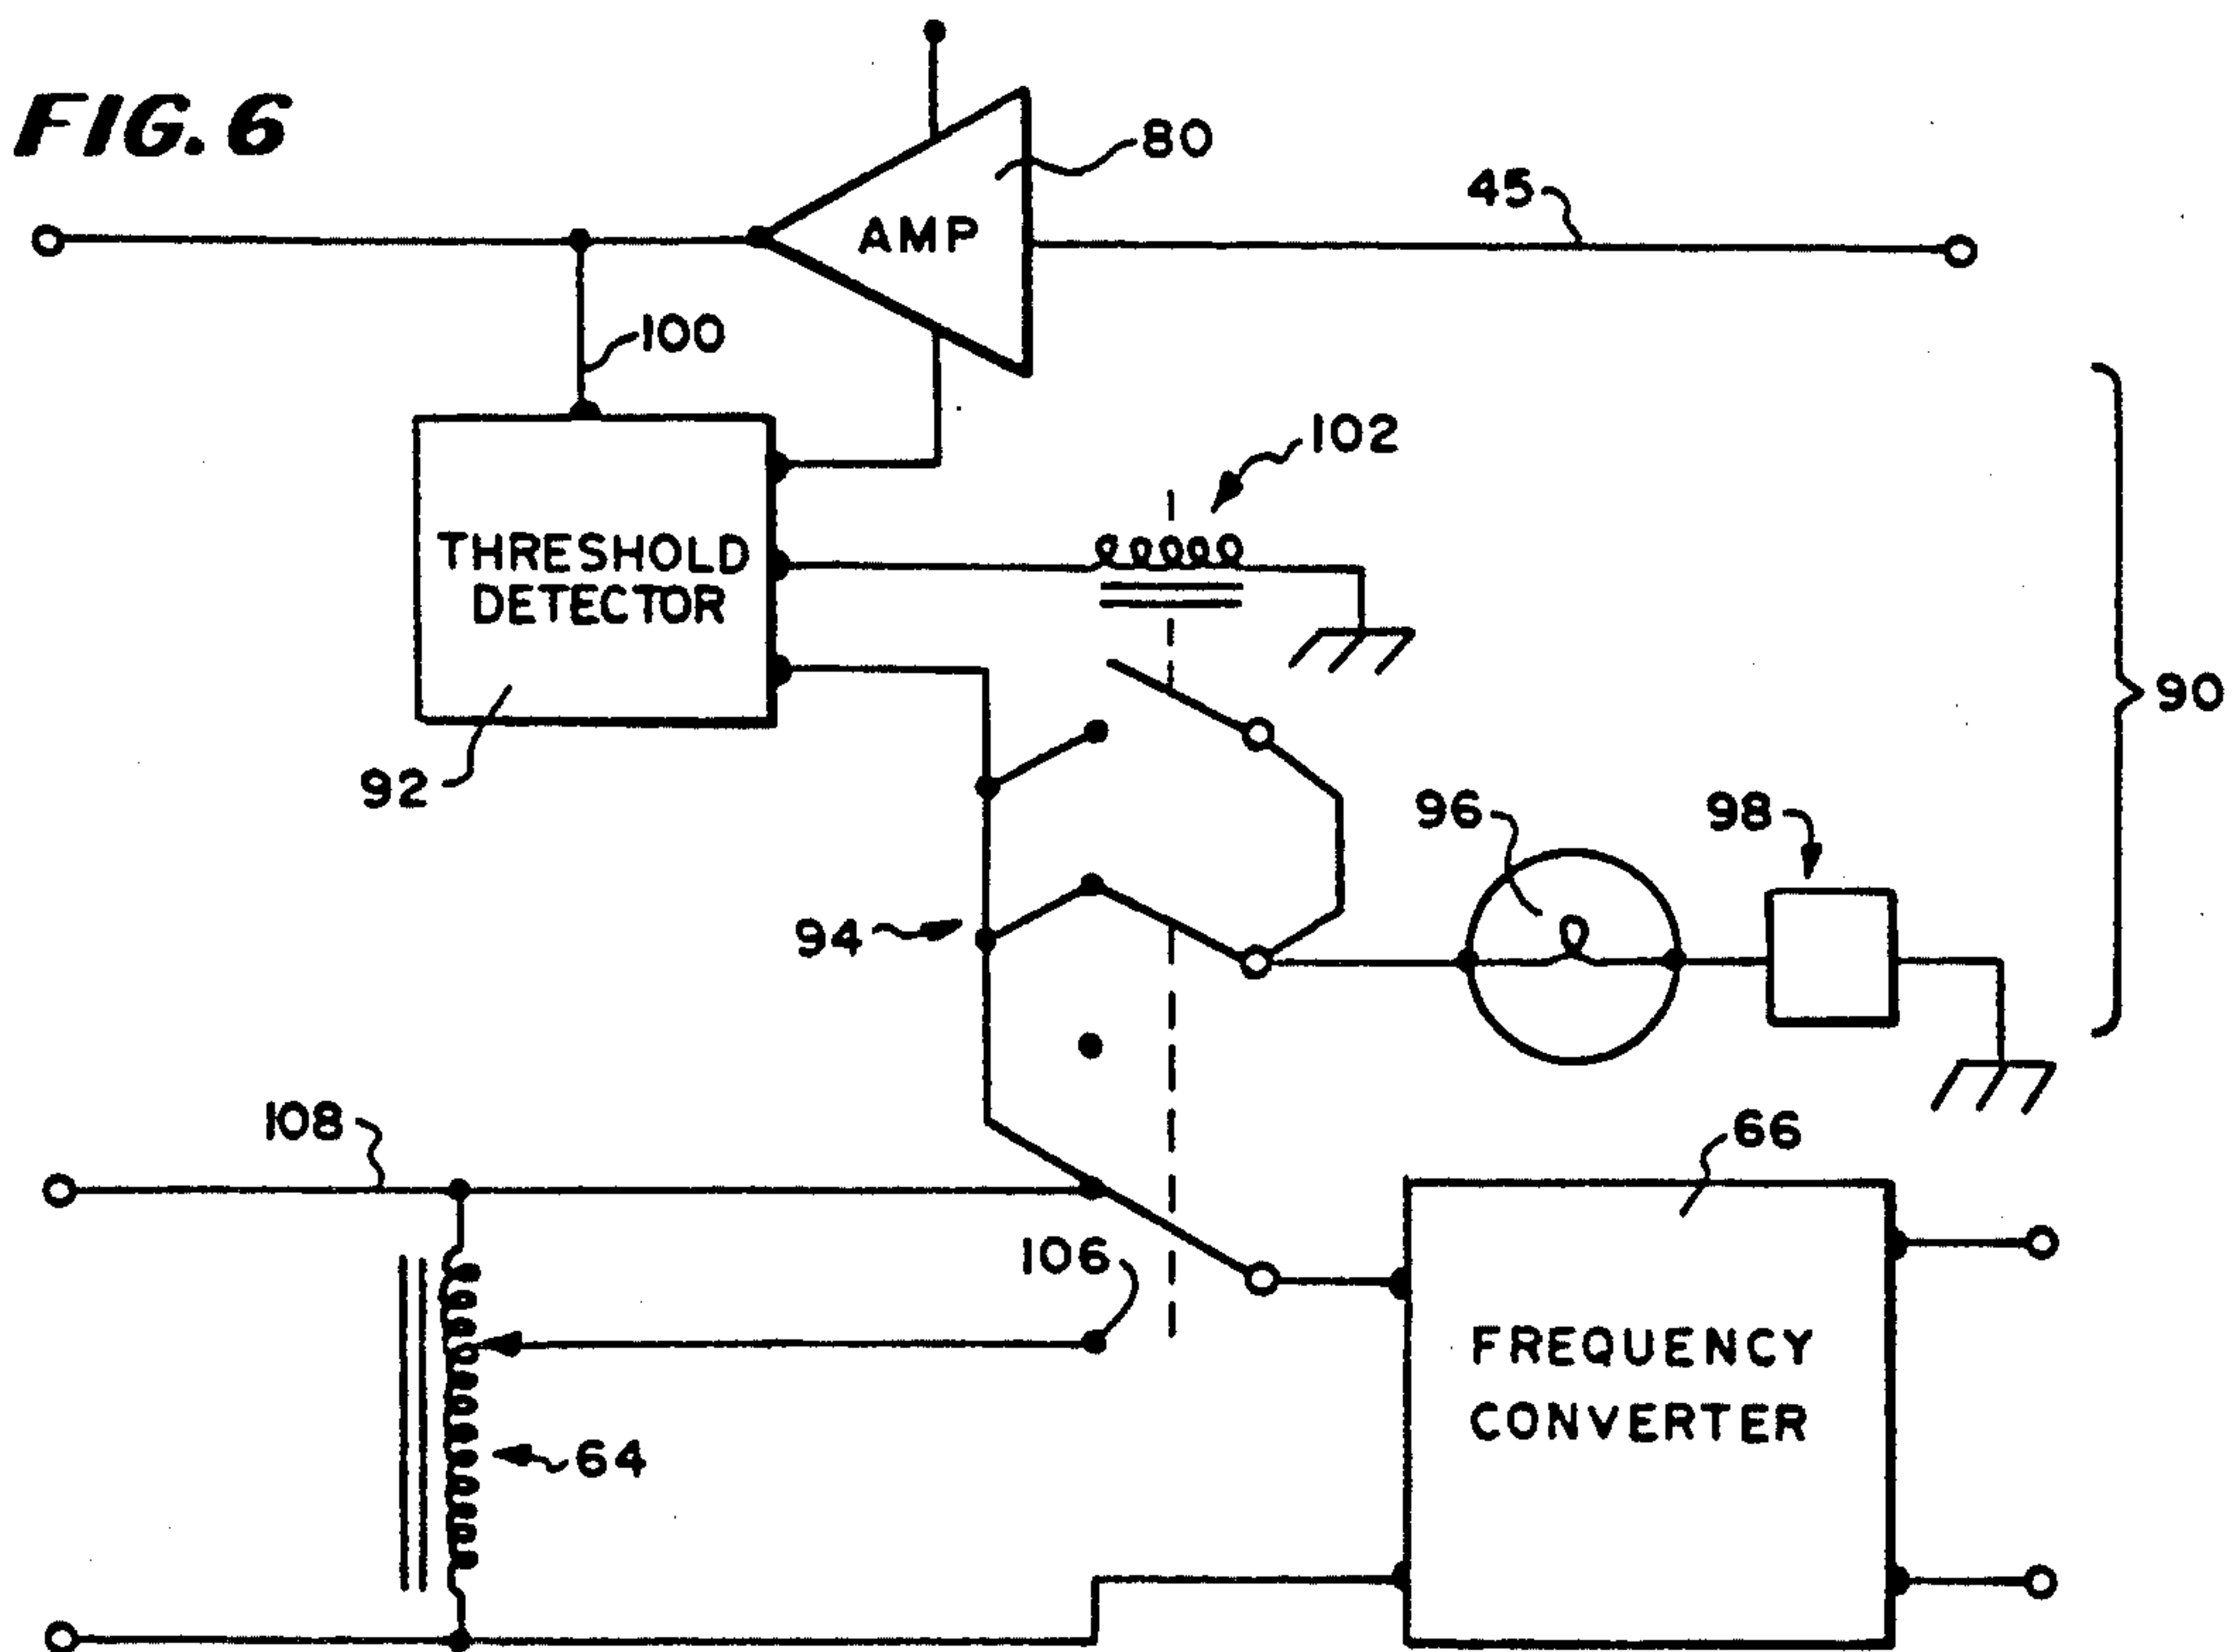 FIG. 6
80
AMP
45
100
102
THRESHOLD
DETECTOR
90
92
96
98
94
108
66
106
FREQUENCY
CONVERTER
64